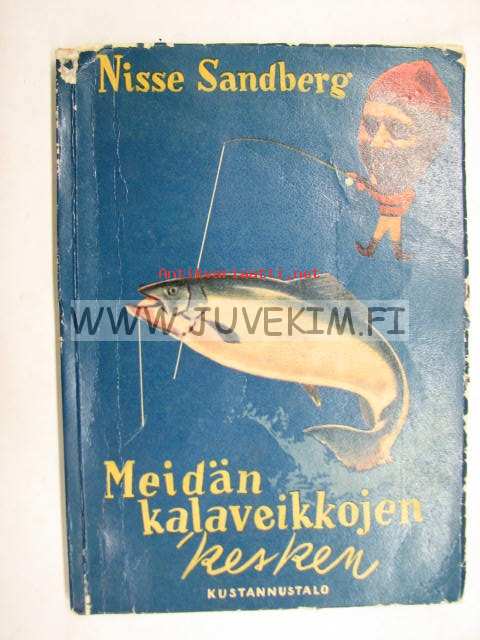 Nisse Sandberg
Antikvariaatti.net
WWW.JUVEKIM.FI
Meidän
kalaveikkojen
kesken
KUSTANNUSTALO